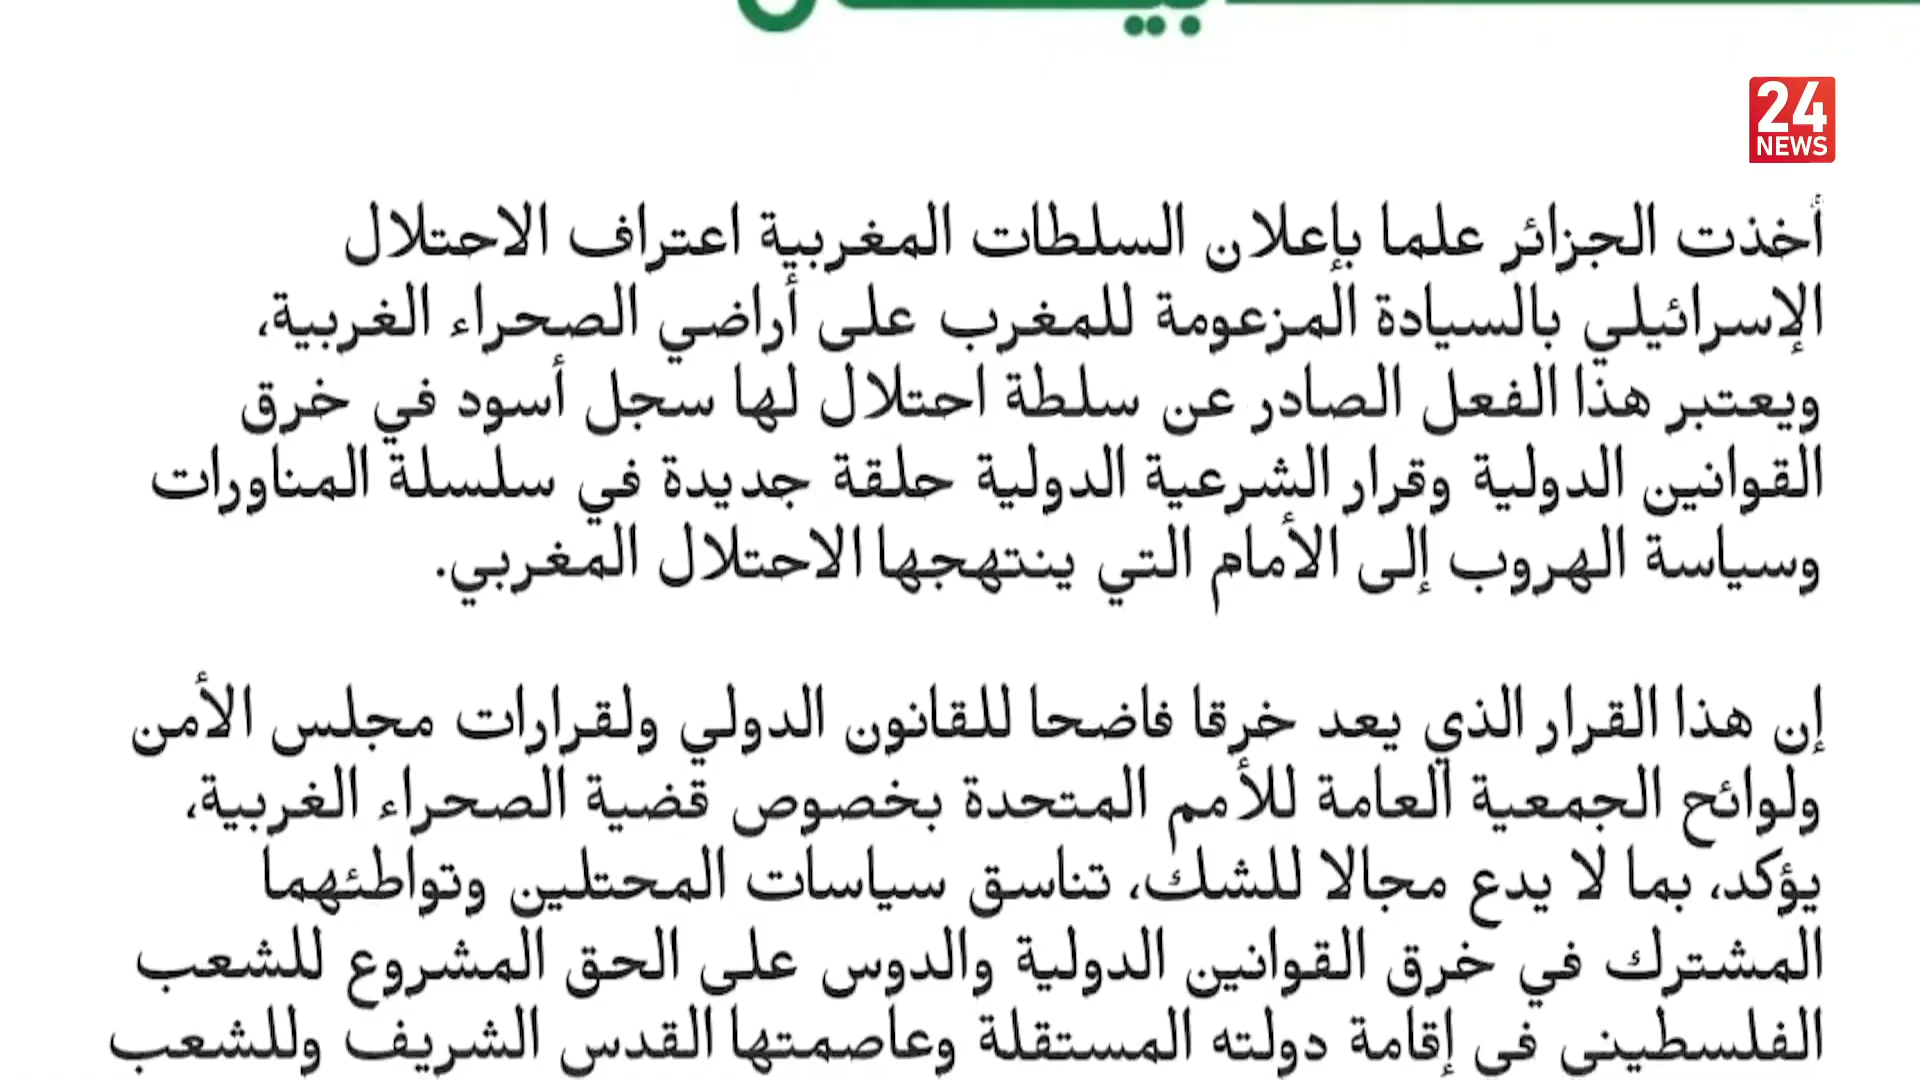 بيـــان
24
NEWS
أخذت الجزائر علما بإعلان السلطات المغربية اعتراف الاحتلال
الإسرائيلي بالسيادة المزعومة للمغرب على أراضي الصحراء الغربية،
ويعتبر هذا الفعل الصادر عن سلطة احتلال لها سجل أسود في خرق
القوانين الدولية وقرار الشرعية الدولية حلقة جديدة في سلسلة المناورات
وسياسة الهروب إلى الأمام التي ينتهجها الاحتلال المغربي.
إن هذا القرار الذي يعد خرقا فاضحا للقانون الدولي ولقرارات مجلس الأمن
ولوائح الجمعية العامة للأمم المتحدة بخصوص قضية الصحراء الغربية،
يؤكد، بما لا يدع مجالا للشك، تناسق سياسات المحتلين وتواطئهما
المشترك في خرق القوانين الدولية والدوس على الحق المشروع للشعب
الفلسطيني في إقامة دولته المستقلة وعاصمتها القدس الشريف وللشعب